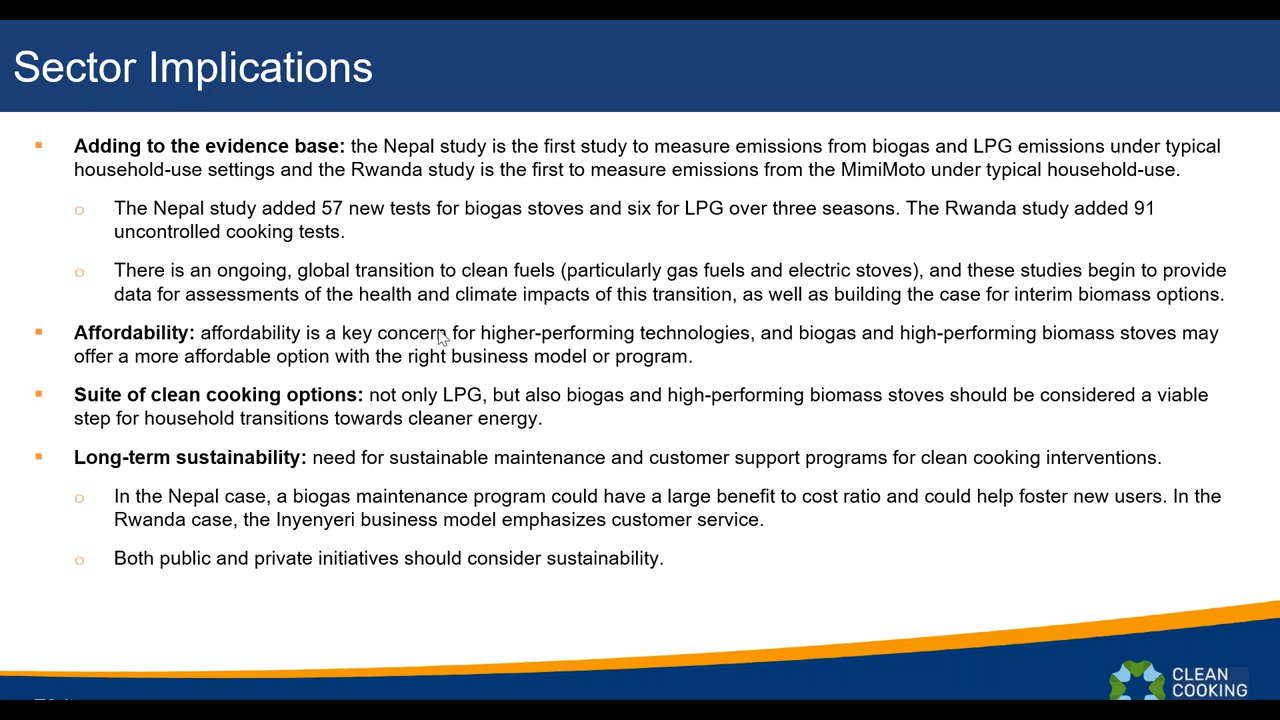 Sector Implications
Adding to the evidence base: the Nepal study is the first study to measure emissions from biogas and LPG emissions under typical
household-use settings and the Rwanda study is the first to measure emissions from the MimiMoto under typical household-use.
The Nepal study added 57 new tests for biogas stoves and six for LPG over three seasons. The Rwanda study added 91
uncontrolled cooking tests.
There is an ongoing, global transition to clean fuels (particularly gas fuels and electric stoves), and these studies begin to provide
data for assessments of the health and climate impacts of this transition, as well as building the case for interim biomass options.
Affordability: affordability is a key concern for higher-performing technologies, and biogas and high-performing biomass stoves may
offer a more affordable option with the right business model or program.
Suite of clean cooking options: not only LPG, but also biogas and high-performing biomass stoves should be considered a viable
step for household transitions towards cleaner energy.
Long-term sustainability: need for sustainable maintenance and customer support programs for clean cooking interventions.
In the Nepal case, a biogas maintenance program could have a large benefit to cost ratio and could help foster new users. In the
Rwanda case, the Inyenyeri business model emphasizes customer service.
Both public and private initiatives should consider sustainability.
CLEAN
COOKING